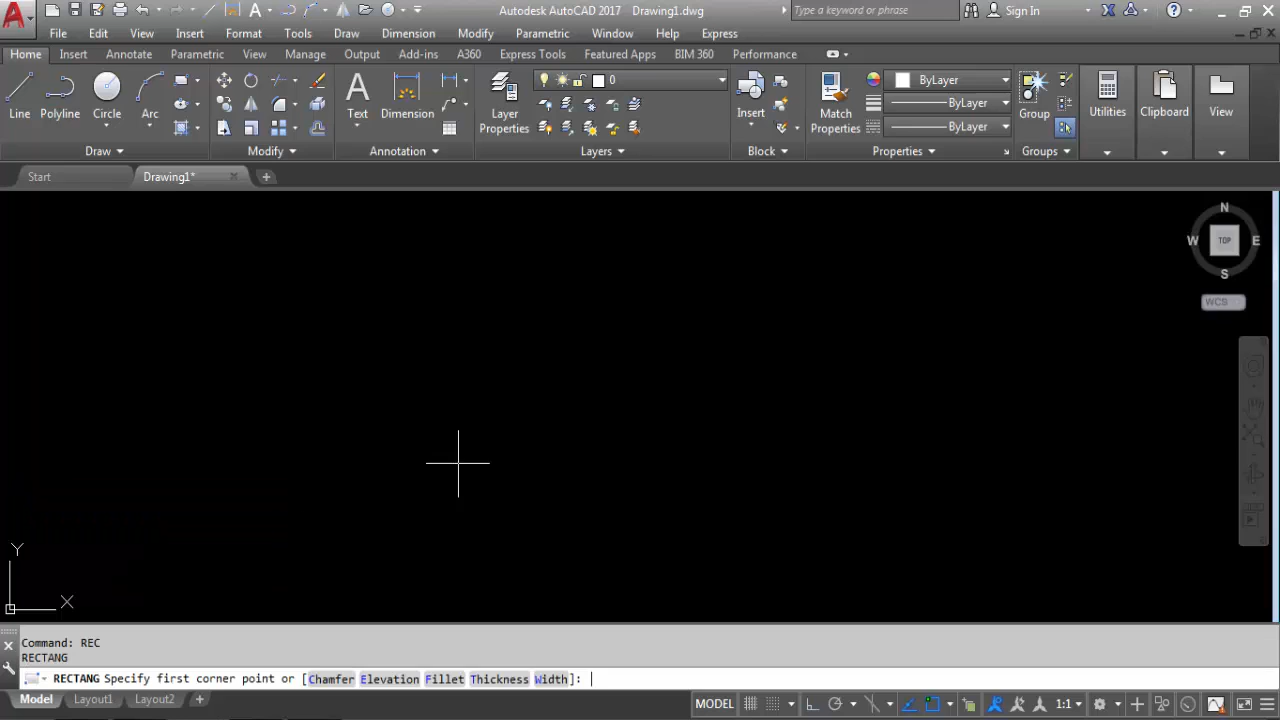 A Autodesk AutoCAD 2017 Drawing1.dwg Type a keyword or phrase Sign In
File Edit View Insert Format Tools Draw Dimension Modify Parametric Window Help Express
Home Insert Annotate Parametric View Manage Output Add-ins A360 Express Tools Featured Apps BIM 360 Performance
Line Polyline Circle Arc
A
Text Dimension
Layer
Properties
0
Insert
Match
Properties
ByLayer
ByLayer
ByLayer
Group
Utilities Clipboard View
Draw Modify Annotation Layers Block Properties Groups
Start Drawing1*
N
W TOP E
S
WCS
Y
X
Command: REC
RECTANG
RECTANG Specify first corner point or [Chamfer Elevation Fillet Thickness Width]:
Model Layout1 Layout2 + MODEL 1:1